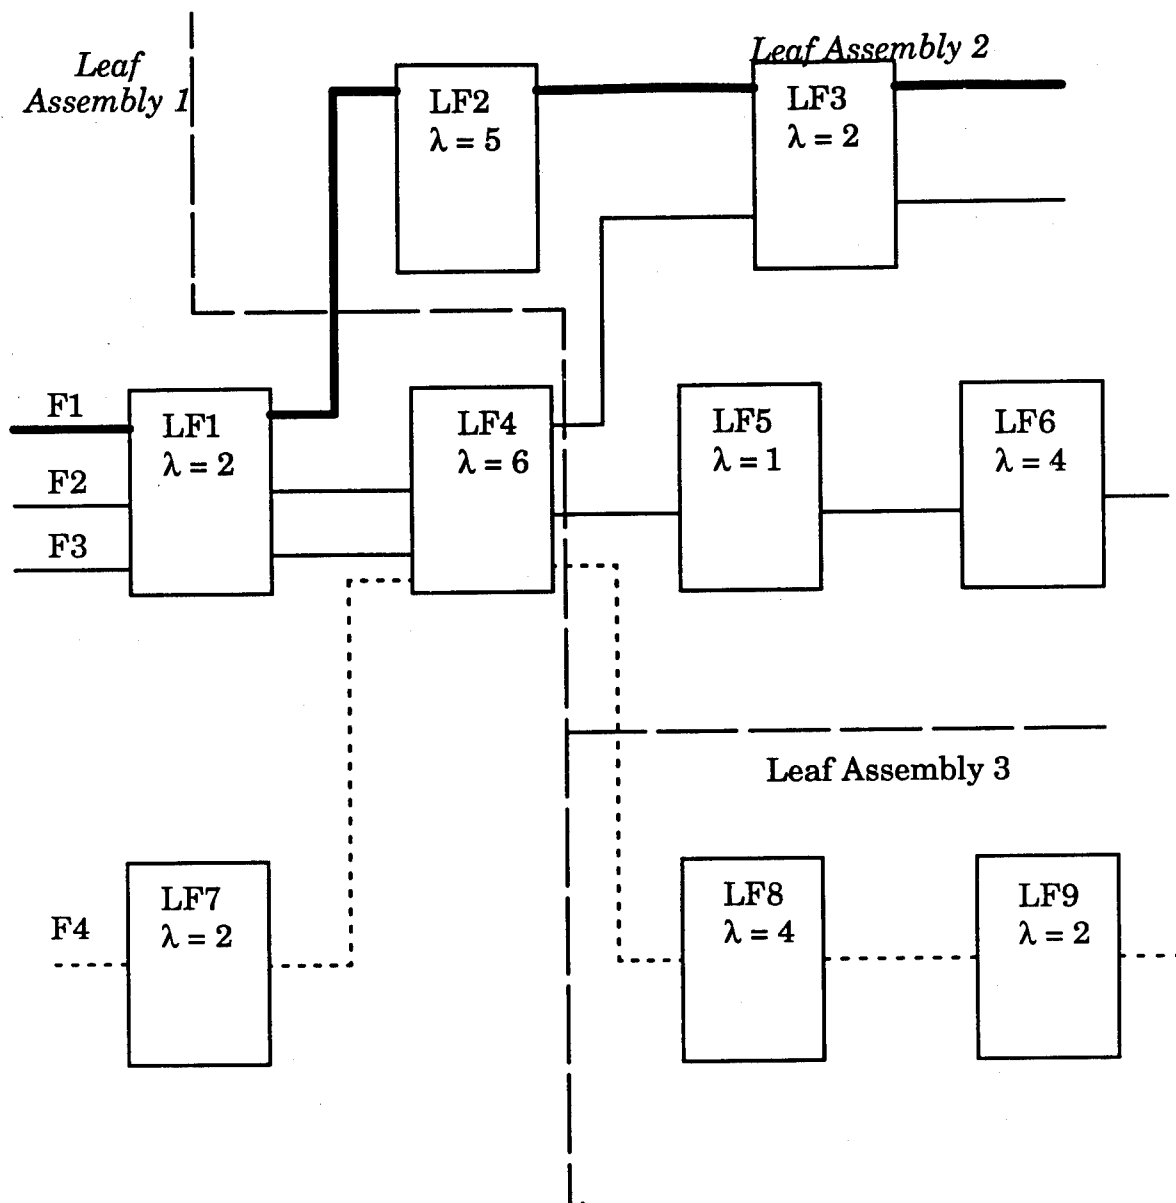 Leaf
Assembly 1
Leaf Assembly 2
LF2
λ = 5
LF3
λ = 2
F1
F2
F3
LF1
λ = 2
LF4
λ = 6
LF5
λ = 1
LF6
λ = 4
Leaf Assembly 3
F4
LF7
λ = 2
LF8
λ = 4
LF9
λ = 2